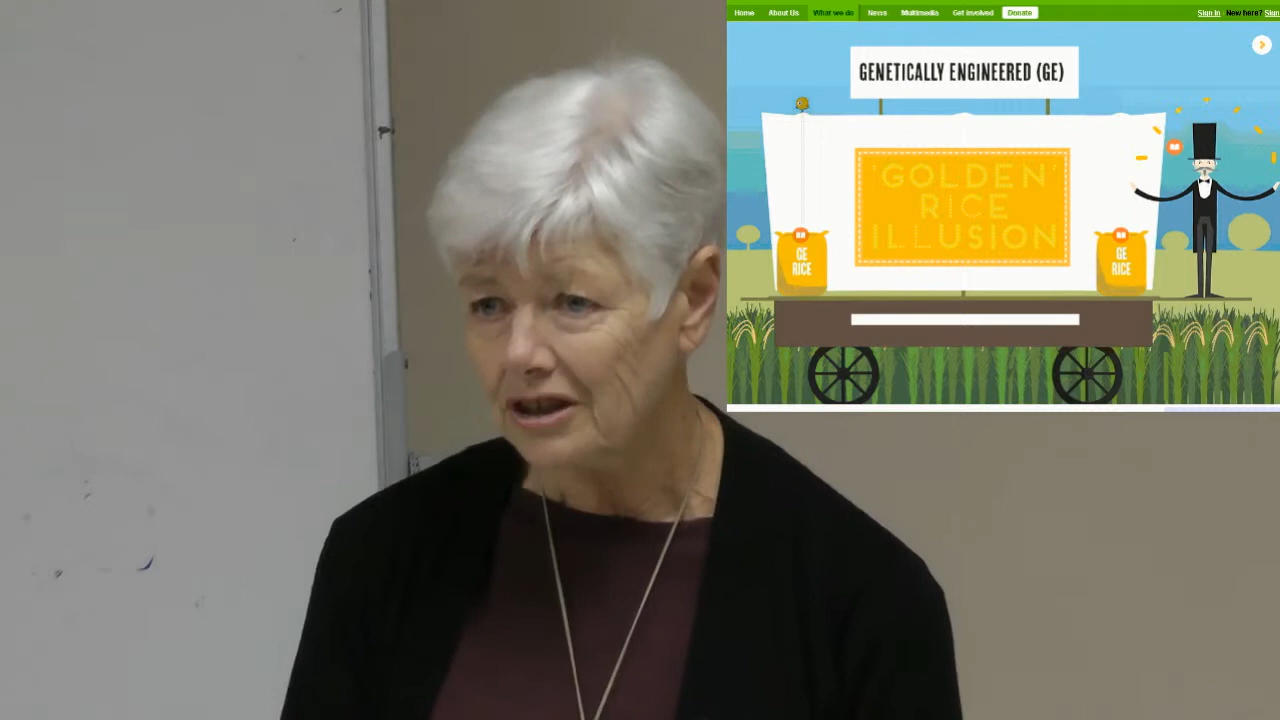 Home About Us What we do News Multimedia Get involved Donate Sign In New here? Sign
GENETICALLY ENGINEERED (GE)
'GOLDEN'
RICE
ILLUSION
GE
RICE
GE
RICE